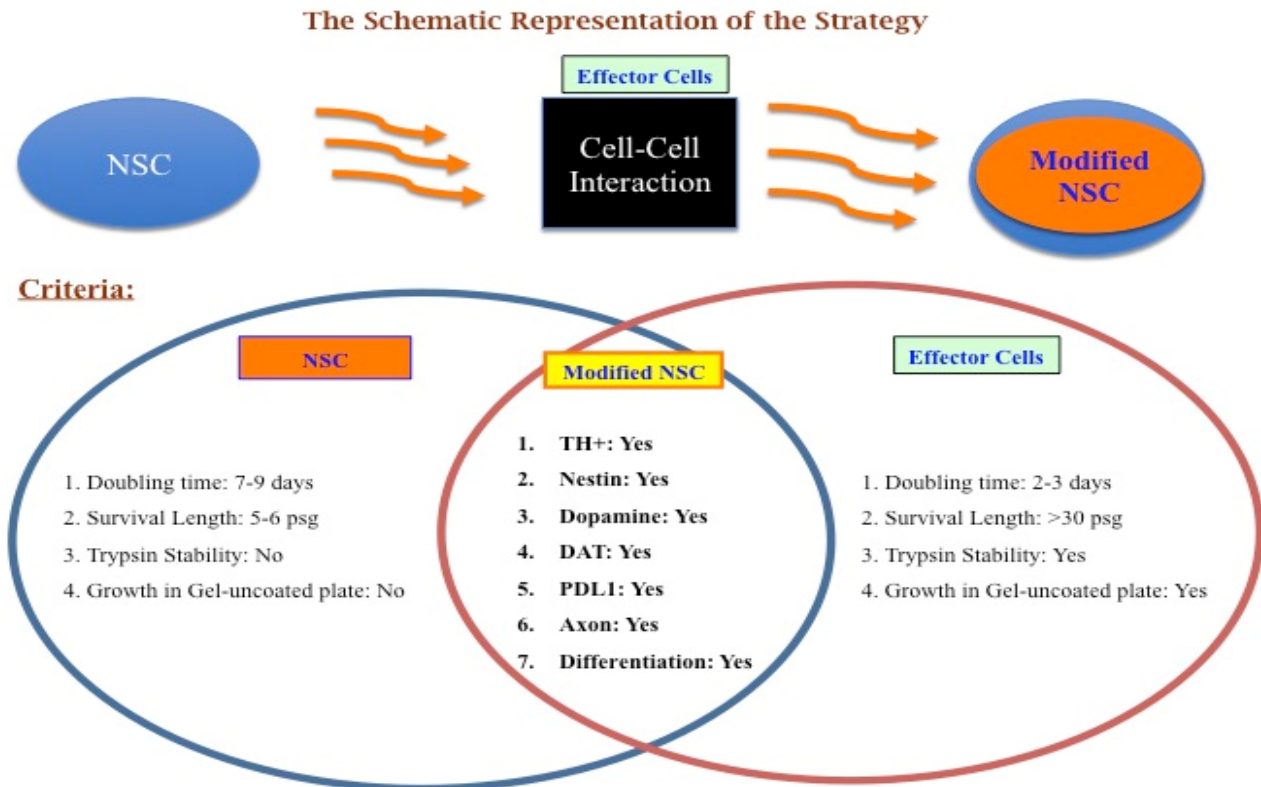 The Schematic Representation of the Strategy
Effector Cells
NSC
Cell-Cell
Interaction
Modified
NSC
Criteria:
NSC
Modified NSC
Effector Cells
1. Doubling time: 7-9 days
2. Survival Length: 5-6 psg
3. Trypsin Stability: No
4. Growth in Gel-uncoated plate: No
1. TH+: Yes
2. Nestin: Yes
3. Dopamine: Yes
4. DAT: Yes
5. PDL1: Yes
6. Axon: Yes
7. Differentiation: Yes
1. Doubling time: 2-3 days
2. Survival Length: >30 psg
3. Trypsin Stability: Yes
4. Growth in Gel-uncoated plate: Yes